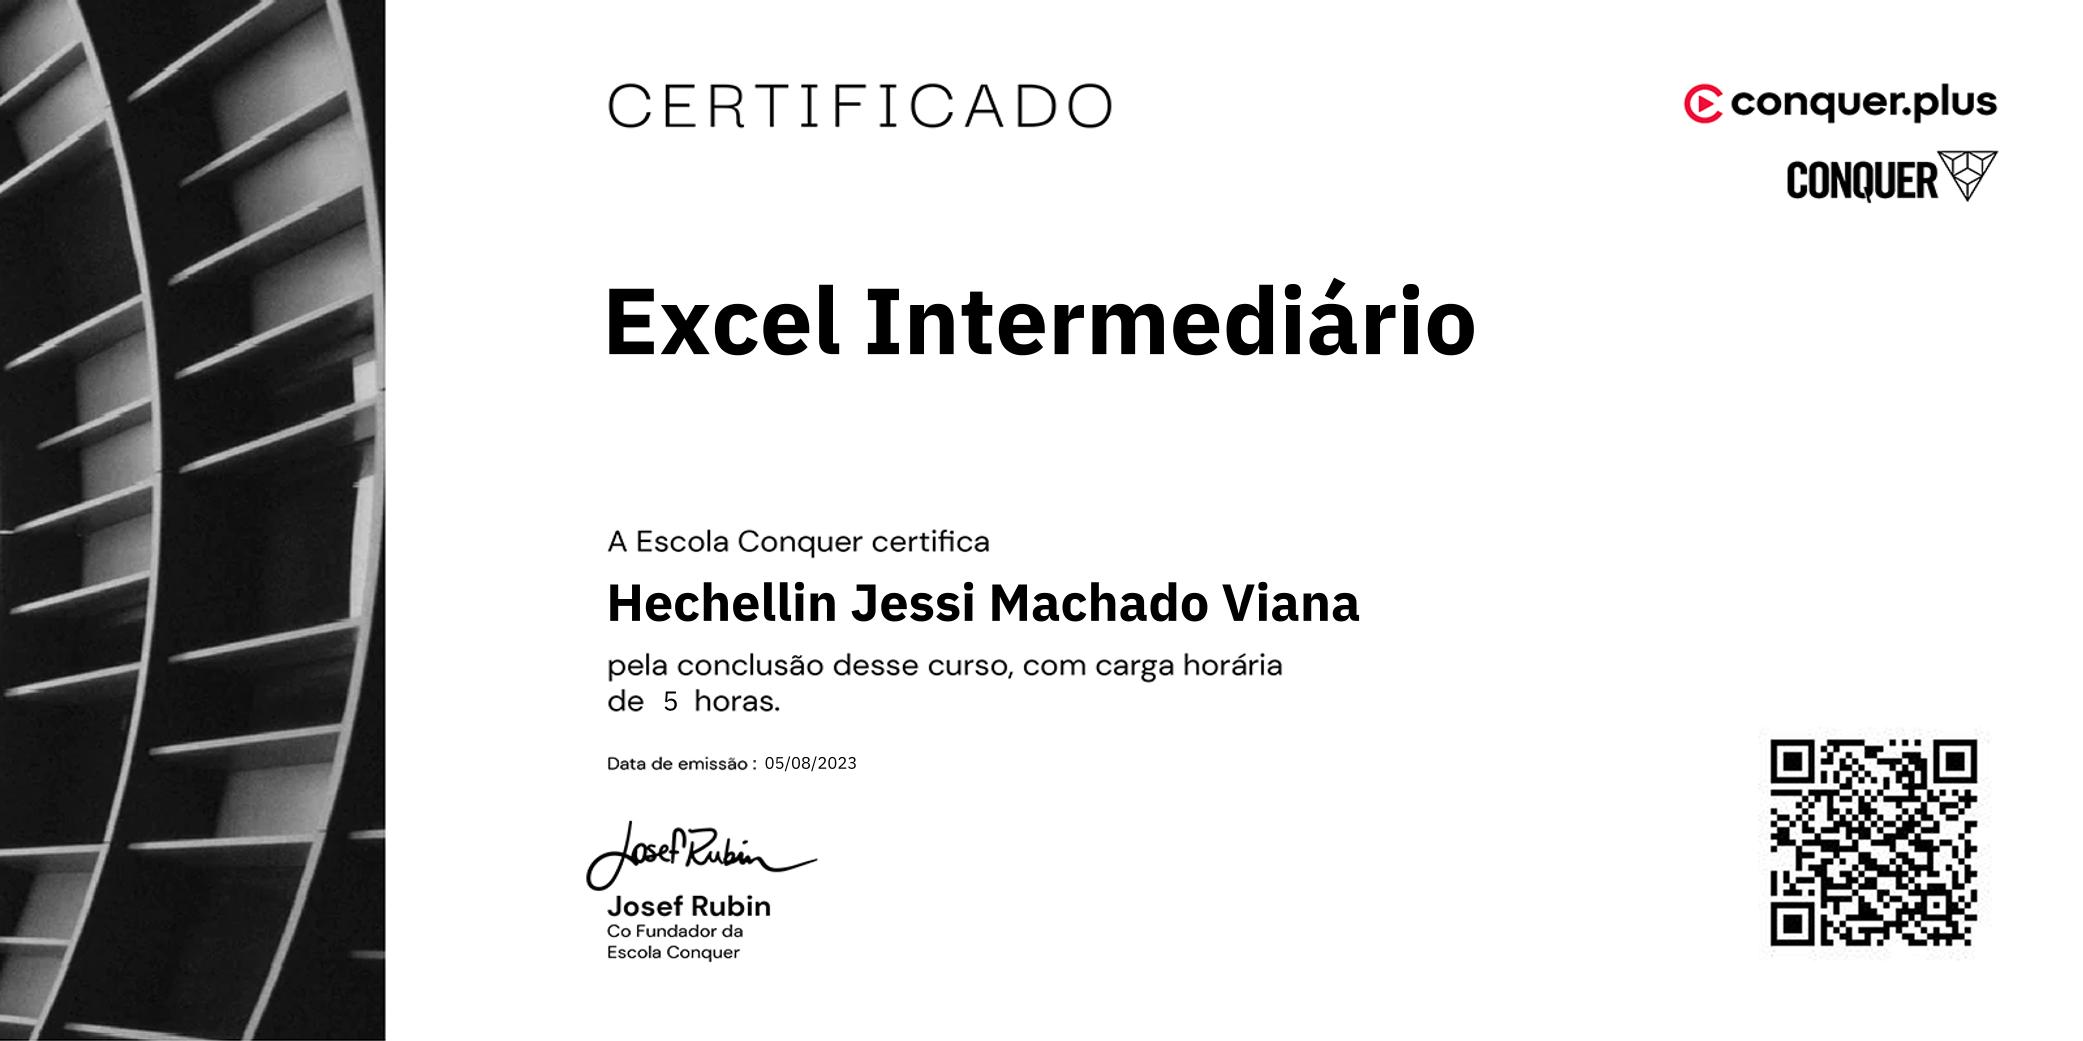 CERTIFICADO
conquer.plus
CONQUER
Excel Intermediário
A Escola Conquer certifica
Hechellin Jessi Machado Viana
pela conclusão desse curso, com carga horária
de 5 horas.
Data de emissão : 05/08/2023
Josef Rubin
Josef Rubin
Co Fundador da
Escola Conquer